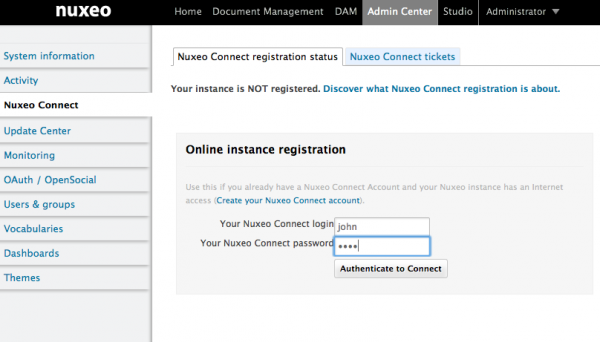 nuxeo
Home Document Management DAM Admin Center Studio Administrator
System information
Activity
Nuxeo Connect
Update Center
Monitoring
OAuth / OpenSocial
Users & groups
Vocabularies
Dashboards
Themes
Nuxeo Connect registration status Nuxeo Connect tickets
Your instance is NOT registered. Discover what Nuxeo Connect registration is about.
Online instance registration
Use this if you already have a Nuxeo Connect Account and your Nuxeo instance has an Internet
access (Create your Nuxeo Connect account).
Your Nuxeo Connect login john
Your Nuxeo Connect password ••••
Authenticate to Connect